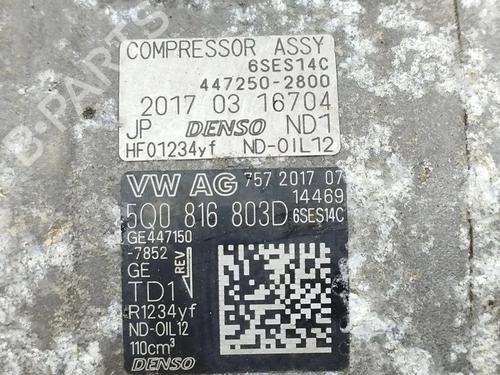 COMPRESSOR ASSY
6SES14C
447250-2800
2017 03 16704
JP DENSO ND1
HF01234yf ND-OIL12
VW AG 757 2017 07
14469
5Q0 816 803D 6SES14C
GE447150
-7852
GE
REV
TD1
R1234yf
ND-OIL12
110cm³
DENSO
B-PARTS